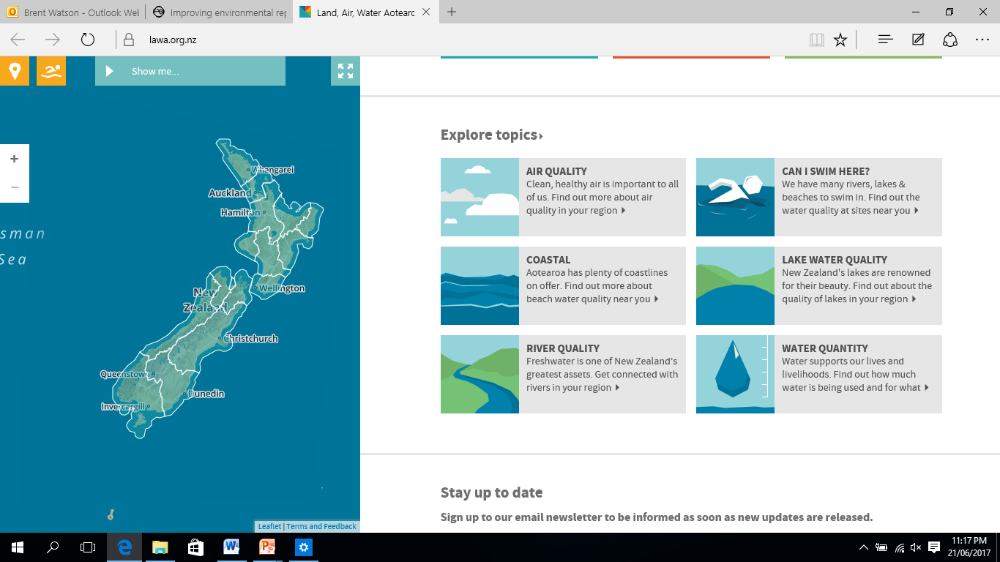 Brent Watson - Outlook Web
Improving environmental rep
Land, Air, Water Aotearo
lawa.org.nz
Show me...
+
−
Whangarei
Auckland
Hamilton
sman
Sea
Wellington
New
Zealand
Christchurch
Queenstown
Dunedin
Invercargill
Leaflet | Terms and Feedback
Explore topics
AIR QUALITY
Clean, healthy air is important to all
of us. Find out more about air
quality in your region
CAN I SWIM HERE?
We have many rivers, lakes &
beaches to swim in. Find out the
water quality at sites near you
COASTAL
Aotearoa has plenty of coastlines
on offer. Find out more about
beach water quality near you
LAKE WATER QUALITY
New Zealand's lakes are renowned
for their beauty. Find out about the
quality of lakes in your region
RIVER QUALITY
Freshwater is one of New Zealand's
greatest assets. Get connected with
rivers in your region
WATER QUANTITY
Water supports our lives and
livelihoods. Find out how much
water is being used and for what
Stay up to date
Sign up to our email newsletter to be informed as soon as new updates are released.
11:17 PM
21/06/2017